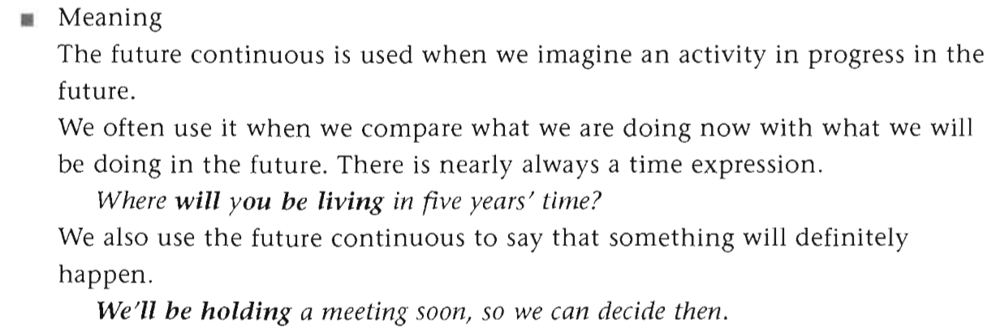 ■ Meaning
The future continuous is used when we imagine an activity in progress in the
future.
We often use it when we compare what we are doing now with what we will
be doing in the future. There is nearly always a time expression.
Where will you be living in five years' time?
We also use the future continuous to say that something will definitely
happen.
We'll be holding a meeting soon, so we can decide then.